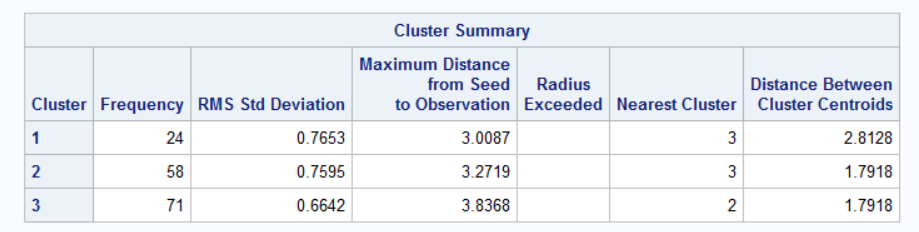 Cluster Summary
Cluster Frequency RMS Std Deviation Maximum Distance from Seed to Observation Radius Exceeded Nearest Cluster Distance Between Cluster Centroids
1 24 0.7653 3.0087 3 2.8128
2 58 0.7595 3.2719 3 1.7918
3 71 0.6642 3.8368 2 1.7918